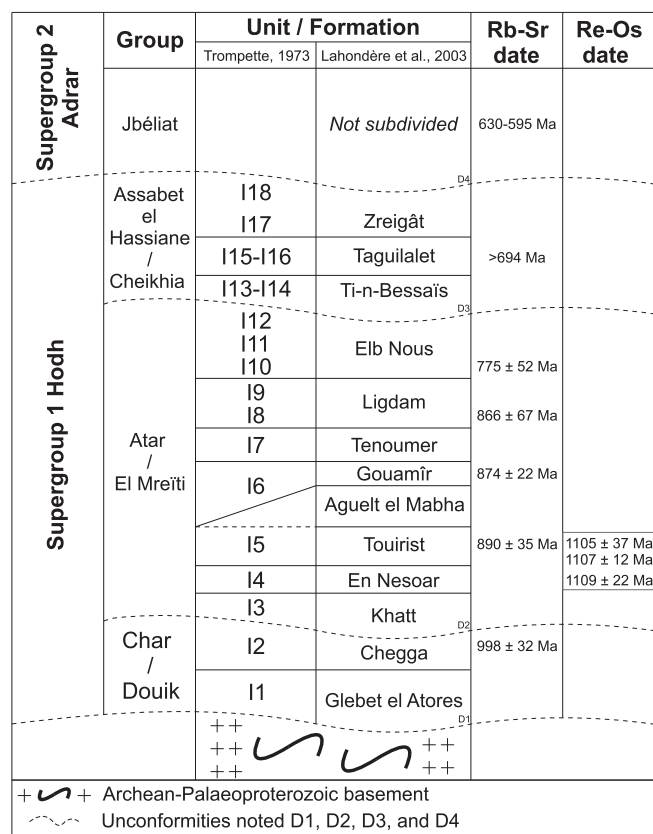 Supergroup 2
Adrar
Group
Unit / Formation
Trompette, 1973
Lahondère et al., 2003
Rb-Sr
date
Re-Os
date
Jbéliat
Not subdivided
630-595 Ma
D4
Supergroup 1 Hodh
Assabet
el
Hassiane
/
Cheikhia
I18
I17
Zreigât
I15-I16
Taguilalet
>694 Ma
I13-I14
Ti-n-Bessaïs
D3
Atar
/
El Mreïti
I12
I11
I10
Elb Nous
775 ± 52 Ma
I9
I8
Ligdam
866 ± 67 Ma
I7
Tenoumer
I6
Gouamîr
874 ± 22 Ma
Aguelt el Mabha
I5
Touirist
890 ± 35 Ma
1105 ± 37 Ma
1107 ± 12 Ma
I4
En Nesoar
1109 ± 22 Ma
I3
Khatt
D2
Char
/
Douik
I2
Chegga
998 ± 32 Ma
I1
Glebet el Atores
D1
Archean-Palaeoproterozoic basement
Unconformities noted D1, D2, D3, and D4